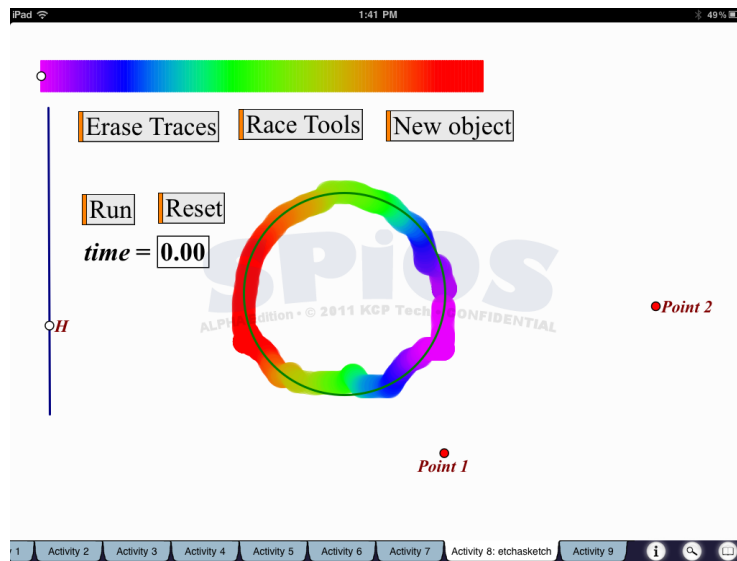 iPad 1:41 PM 49%
Erase Traces Race Tools New object
Run Reset
time = 0.00
SPiOS
ALPHA Edition • © 2011 KCP Tech • CONFIDENTIAL
H
Point 2
Point 1
1 Activity 2 Activity 3 Activity 4 Activity 5 Activity 6 Activity 7 Activity 8: etchasketch Activity 9 i